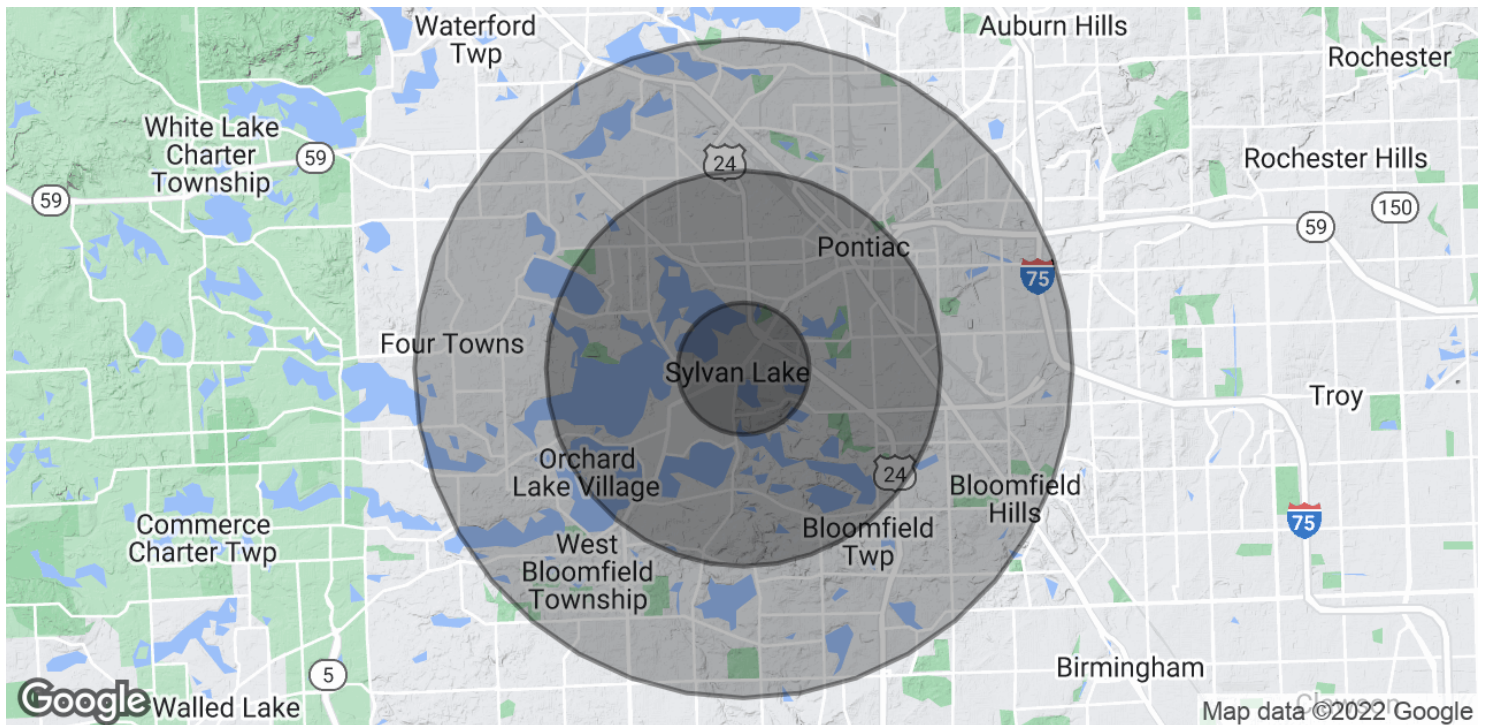 Waterford
Twp
Auburn Hills
Rochester
White Lake
Charter
Township
59
24
Rochester Hills
59
150
59
Pontiac
75
Four Towns
Sylvan Lake
Troy
Orchard
Lake Village
24
Bloomfield
Hills
Commerce
Charter Twp
75
Bloomfield
Twp
West
Bloomfield
Township
5
Birmingham
Google
Walled Lake
Clawson
Map data ©2022 Google